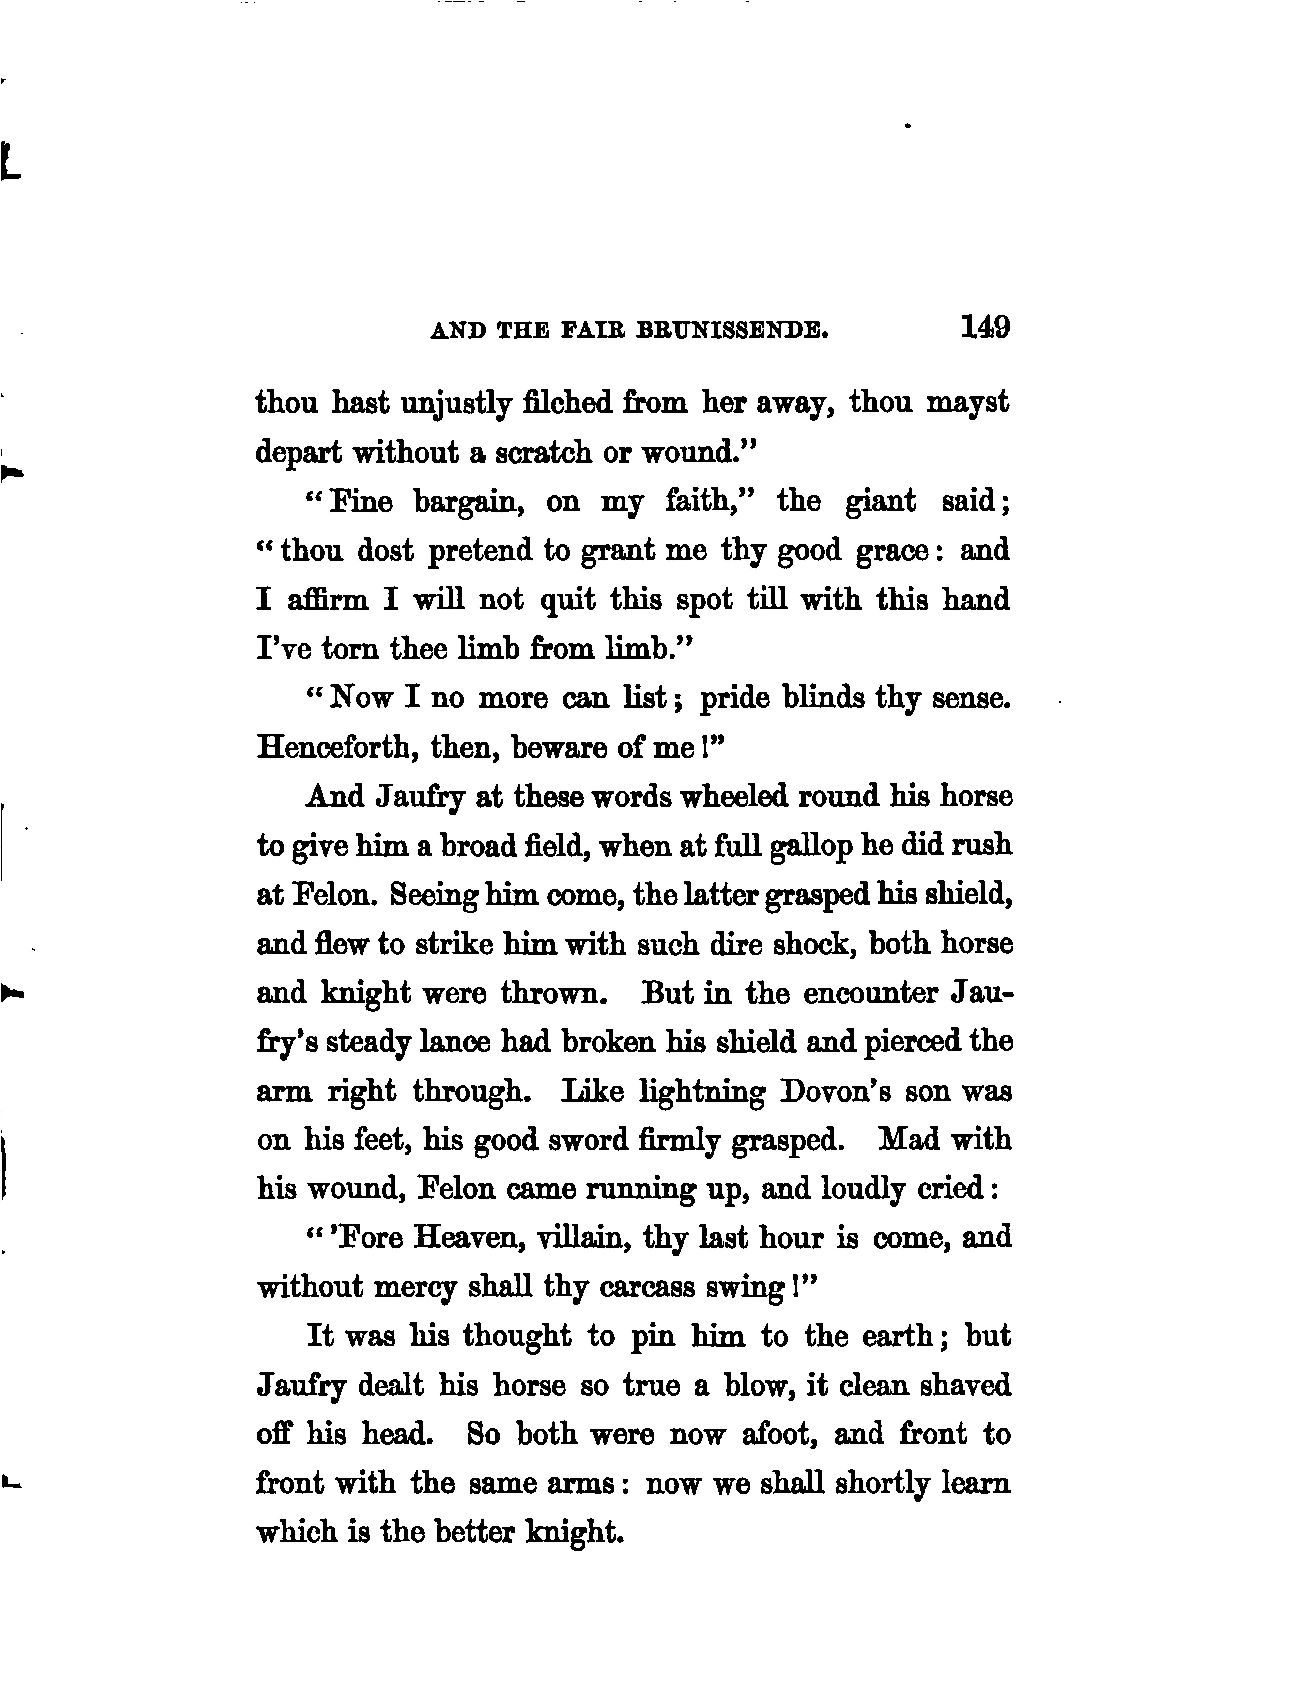 AND THE FAIR BRUNISSENDE. 149
thou hast unjustly filched from her away, thou mayst
depart without a scratch or wound."
"Fine bargain, on my faith," the giant said;
"thou dost pretend to grant me thy good grace: and
I affirm I will not quit this spot till with this hand
I've torn thee limb from limb."
"Now I no more can list; pride blinds thy sense.
Henceforth, then, beware of me!"
And Jaufry at these words wheeled round his horse
to give him a broad field, when at full gallop he did rush
at Felon. Seeing him come, the latter grasped his shield,
and flew to strike him with such dire shock, both horse
and knight were thrown. But in the encounter Jau-
fry's steady lance had broken his shield and pierced the
arm right through. Like lightning Dovon's son was
on his feet, his good sword firmly grasped. Mad with
his wound, Felon came running up, and loudly cried:
"'Fore Heaven, villain, thy last hour is come, and
without mercy shall thy carcass swing!"
It was his thought to pin him to the earth; but
Jaufry dealt his horse so true a blow, it clean shaved
off his head. So both were now afoot, and front to
front with the same arms: now we shall shortly learn
which is the better knight.